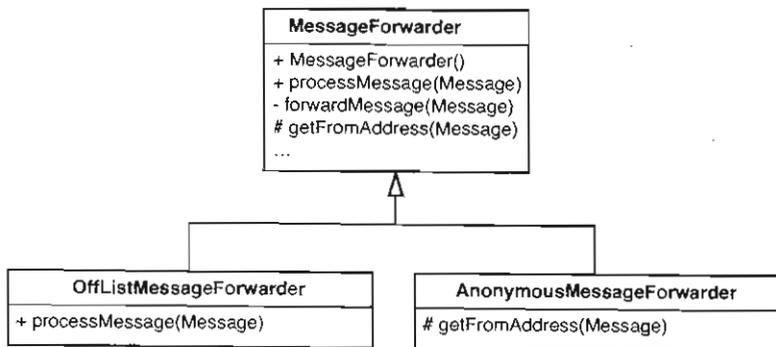 MessageForwarder
+ MessageForwarder()
+ processMessage(Message)
- forwardMessage(Message)
# getFromAddress(Message)
...
OffListMessageForwarder
+ processMessage(Message)
AnonymousMessageForwarder
# getFromAddress(Message)